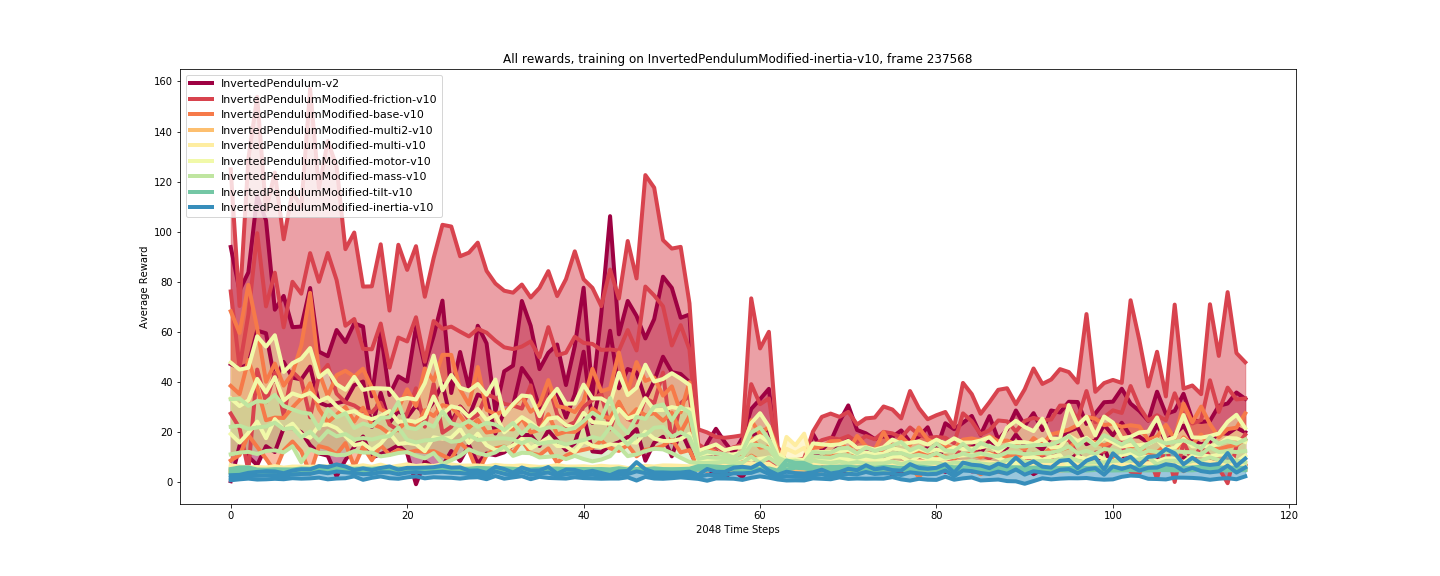 All rewards, training on InvertedPendulumModified-inertia-v10, frame 237568
InvertedPendulum-v2
InvertedPendulumModified-friction-v10
InvertedPendulumModified-base-v10
InvertedPendulumModified-multi2-v10
InvertedPendulumModified-multi-v10
InvertedPendulumModified-motor-v10
InvertedPendulumModified-mass-v10
InvertedPendulumModified-tilt-v10
InvertedPendulumModified-inertia-v10
160
140
120
100
80
60
40
20
0
Average Reward
0 20 40 60 80 100 120
2048 Time Steps